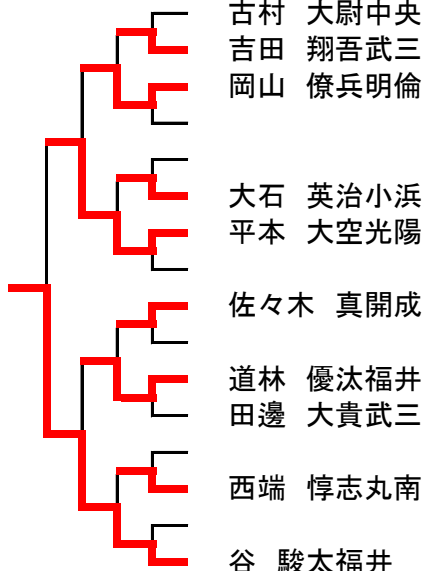 古村 大尉中央
吉田 翔吾武三
岡山 僚兵明倫
大石 英治小浜
平本 大空光陽
佐々木 真開成
道林 優汰福井
田邊 大貴武三
西端 惇志丸南
谷 駿太福井